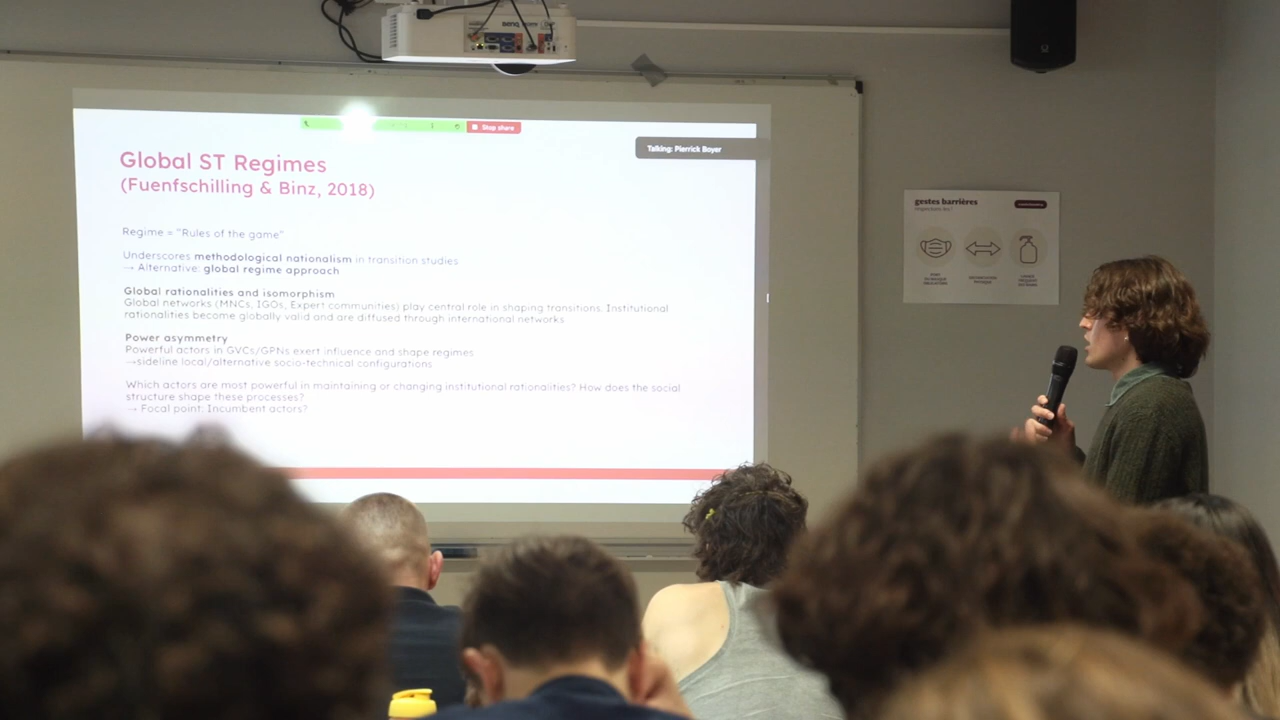 BenQ
Stop share
Talking: Pierrick Boyer
Global ST Regimes
(Fuenfschilling & Binz, 2018)
Regime = "Rules of the game"
Underscores methodological nationalism in transition studies
→ Alternative: global regime approach
Global rationalities and isomorphism
Global networks (MNCs, IGOs, Expert communities) play central role in shaping transitions. Institutional
rationalities become globally valid and are diffused through international networks
Power asymmetry
Powerful actors in GVCs/GPNs exert influence and shape regimes
→sideline local/alternative socio-technical configurations
Which actors are most powerful in maintaining or changing institutional rationalities? How does the social
structure shape these processes?
→ Focal point: Incumbent actors?
gestes barrières